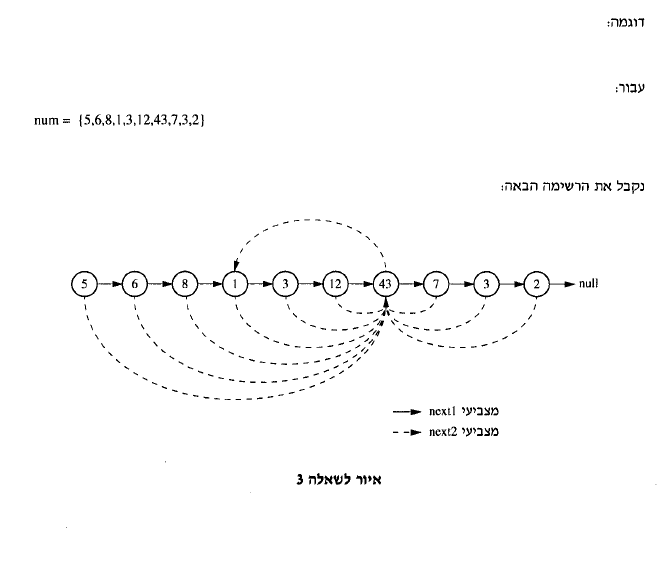 דוגמה:
עבור:
num = {5,6,8,1,3,12,43,7,3,2}
נקבל את הרשימה הבאה:
5 6 8 1 3 12 43 7 3 2 null
מצביעי next1
מצביעי next2
איור לשאלה 3